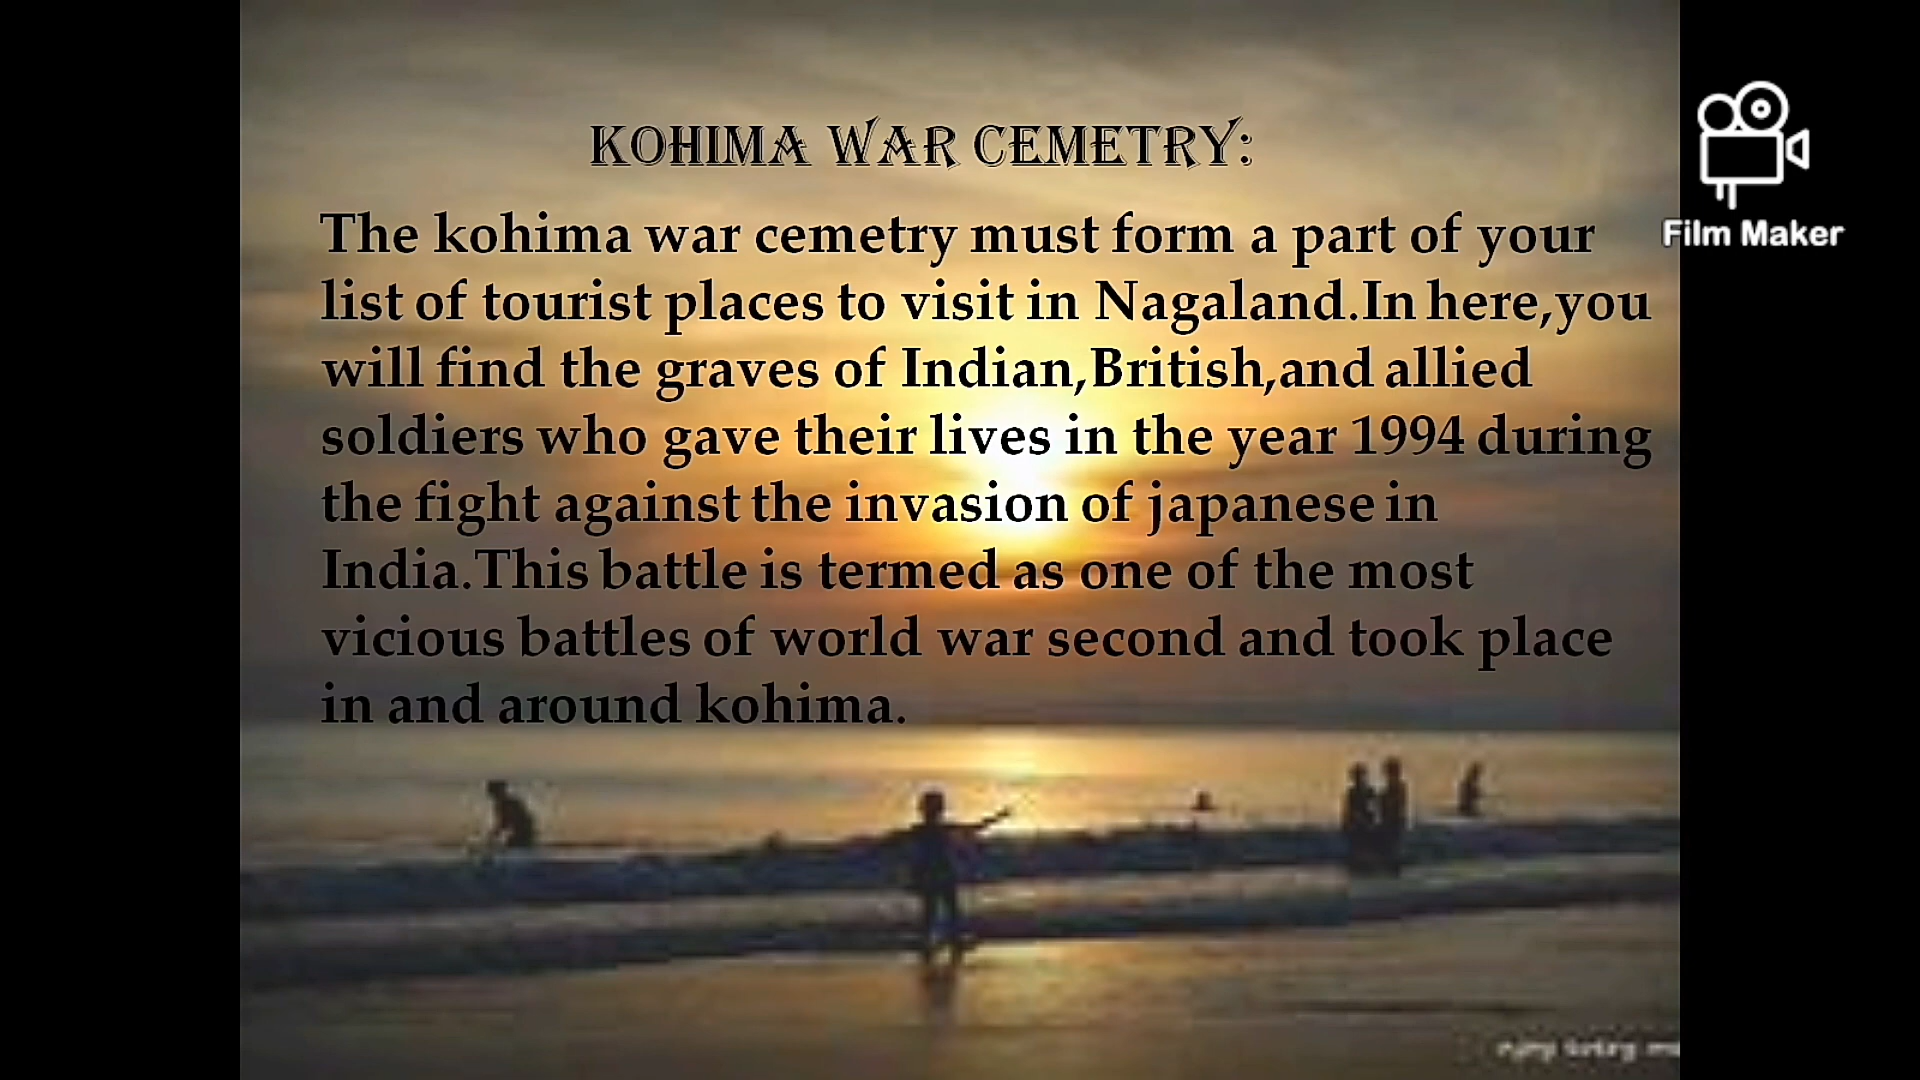 KOHIMA WAR CEMETRY:
Film Maker
The kohima war cemetry must form a part of your
list of tourist places to visit in Nagaland.In here,you
will find the graves of Indian,British,and allied
soldiers who gave their lives in the year 1994 during
the fight against the invasion of japanese in
India.This battle is termed as one of the most
vicious battles of world war second and took place
in and around kohima.